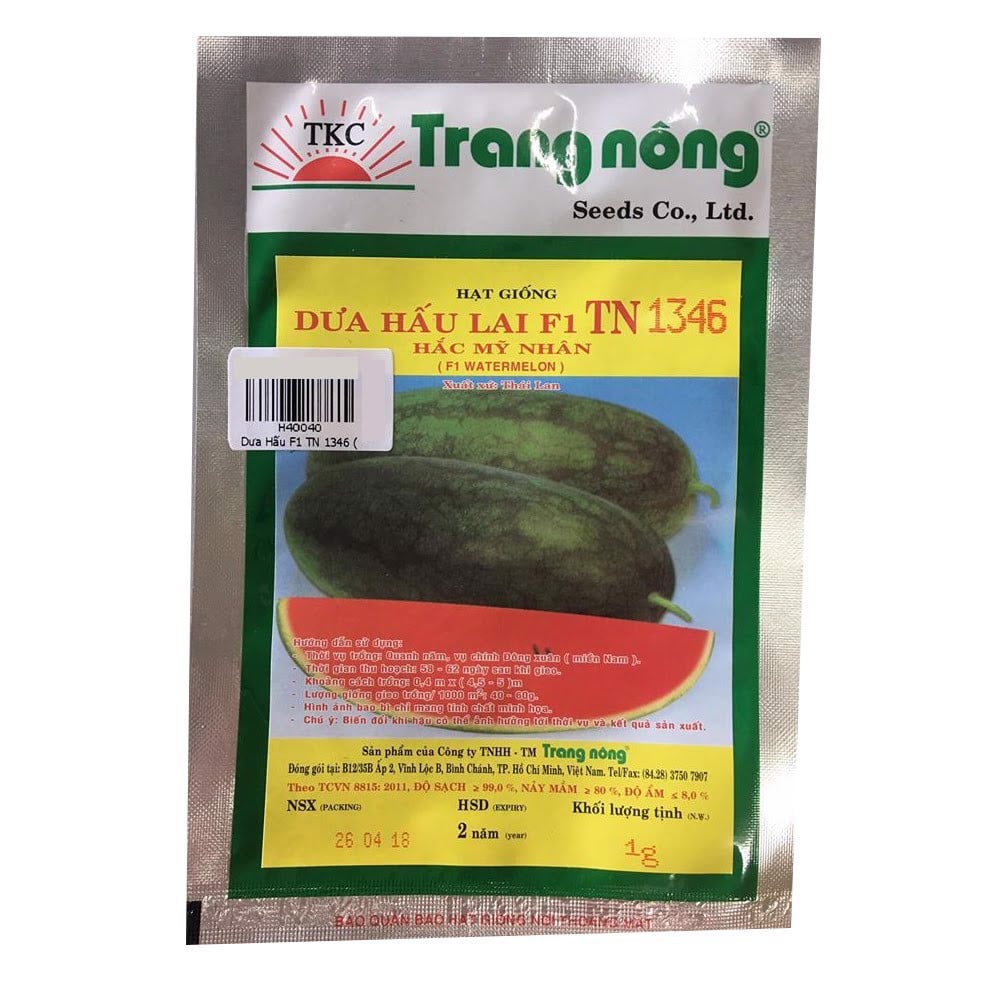 TKC
Trang nông®
Seeds Co., Ltd.
HẠT GIỐNG
DƯA HẤU LAI F1 TN 1346
HẮC MỸ NHÂN
( F1 WATERMELON )
Xuất xứ: Thái Lan
H40040
Dưa Hấu F1 TN 1346 (
Hướng dẫn sử dụng:
- Thời vụ trồng: Quanh năm, vụ chính Đông xuân ( miền Nam ).
- Thời gian thu hoạch: 58 - 62 ngày sau khi gieo.
- Khoảng cách trồng: 0,4 m x ( 4,5 - 5 )m
- Lượng giống gieo trồng/ 1000 m²: 40 - 60g.
- Hình ảnh bao bì chỉ mang tính chất minh họa.
- Chú ý: Biến đổi khí hậu có thể ảnh hưởng tới thời vụ và kết quả sản xuất.
Sản phẩm của Công ty TNHH - TM Trang nông®
Đóng gói tại: B12/35B Ấp 2, Vĩnh Lộc B, Bình Chánh, TP. Hồ Chí Minh, Việt Nam. Tel/Fax: (84.28) 3750 7907
Theo TCVN 8815: 2011, ĐỘ SẠCH ≥ 99,0 %, NẢY MẦM ≥ 80 %, ĐỘ ẨM ≤ 8,0 %
NSX (PACKING) HSD (EXPIRY) Khối lượng tịnh (N.W.)
26 04 18 2 năm (year) 1g
BẢO QUẢN BAO HẠT GIỐNG NƠI THOÁNG MÁT